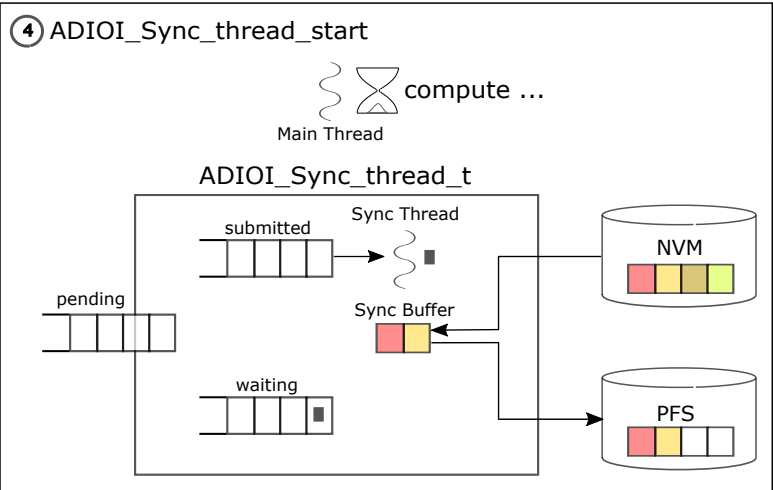 4 ADIOI_Sync_thread_start
compute ...
Main Thread
ADIOI_Sync_thread_t
Sync Thread
submitted
NVM
pending
Sync Buffer
waiting
PFS